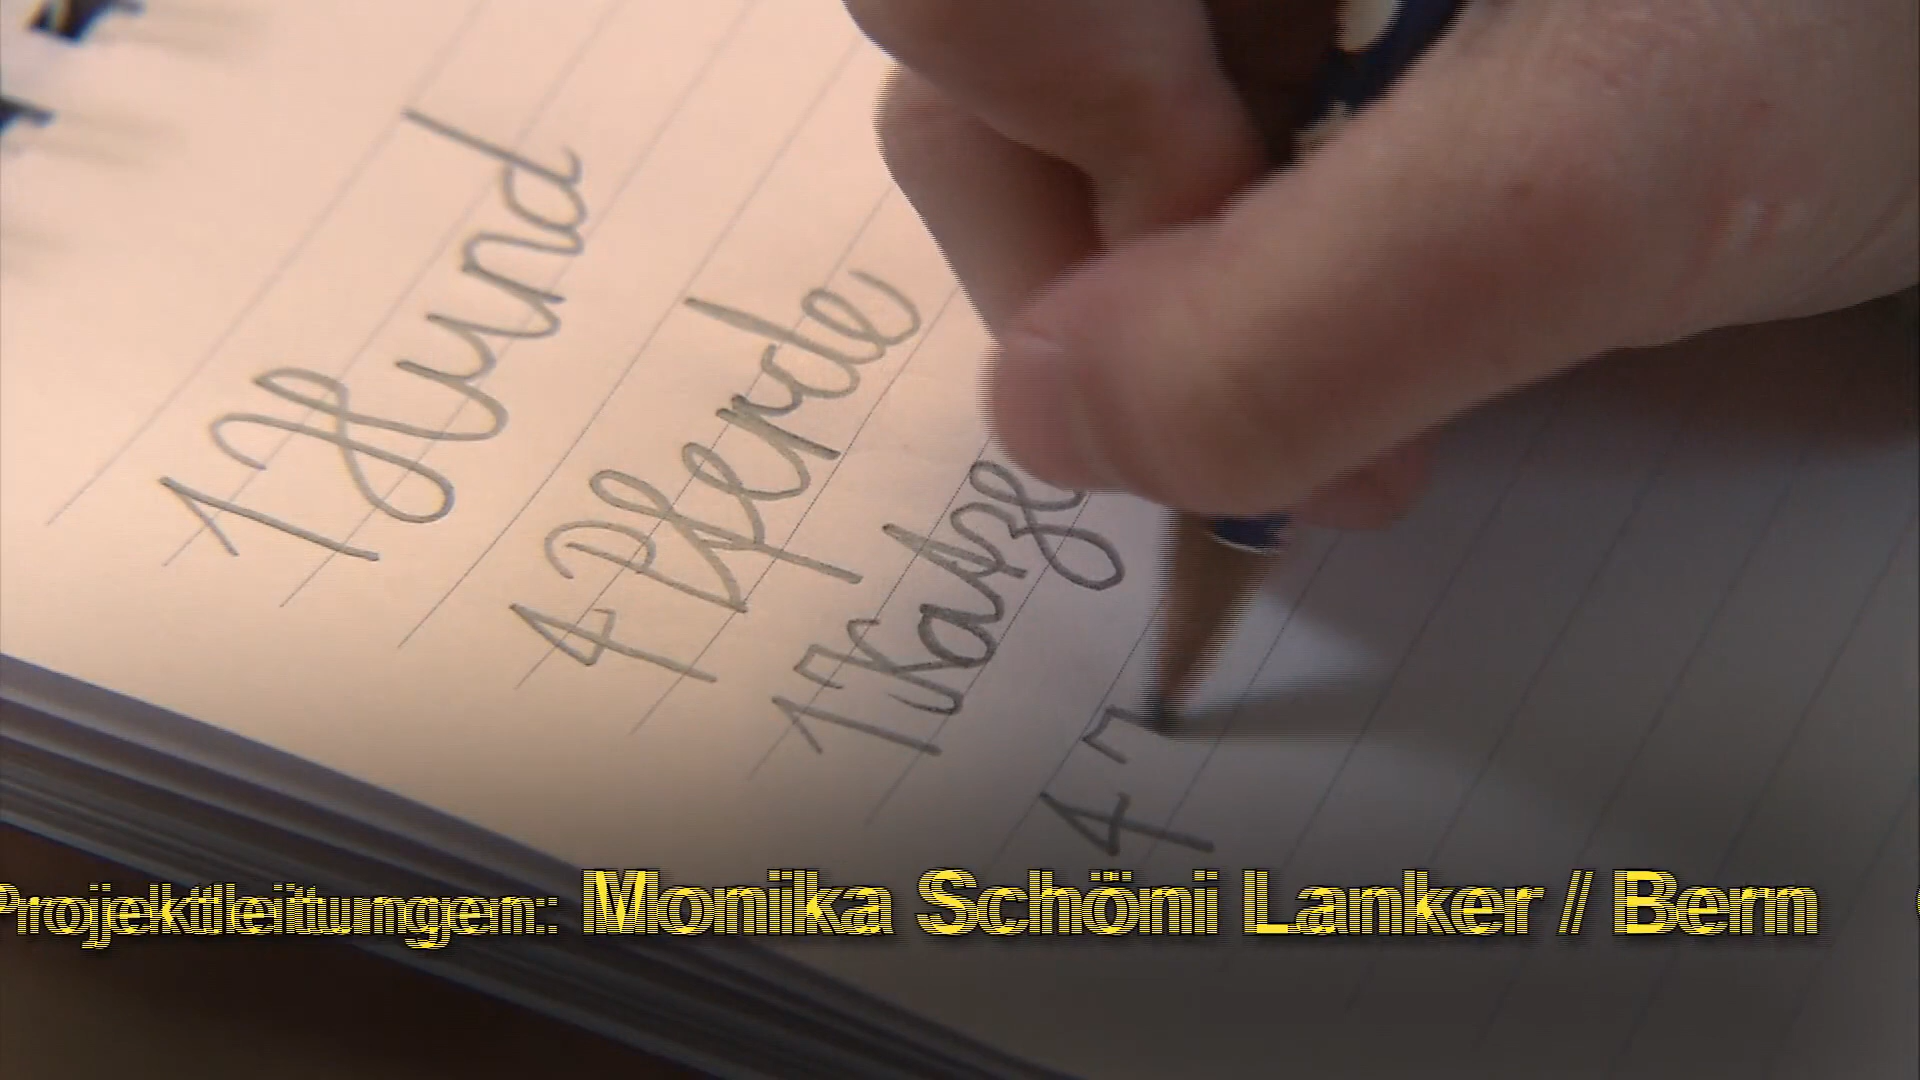 1 Hund
4 Pferde
1 Katze
4
Projektleitungen: Monika Schöni Lanker / Bern